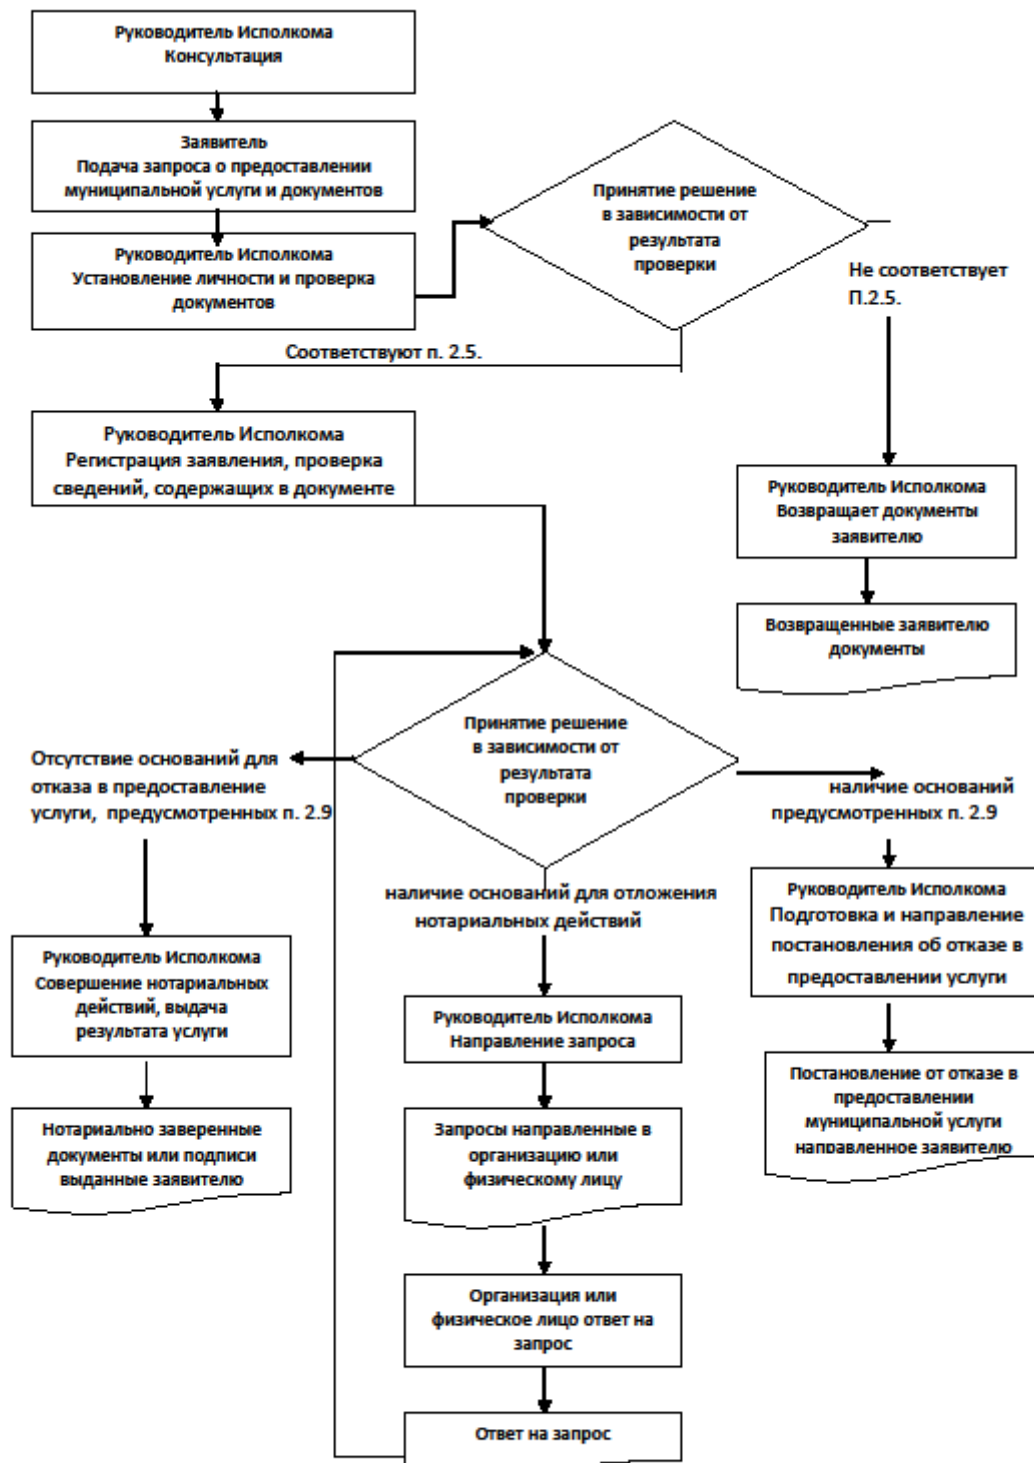 Руководитель Исполкома
Консультация
Заявитель
Подача запроса о предоставлении
муниципальной услуги и документов
Руководитель Исполкома
Установление личности и проверка
документов
Принятие решение
в зависимости от
результата
проверки
Не соответствует
П.2.5.
Соответствуют п. 2.5.
Руководитель Исполкома
Регистрация заявления, проверка
сведений, содержащих в документе
Руководитель Исполкома
Возвращает документы
заявителю
Возвращенные заявителю
документы
Принятие решение
в зависимости от
результата
проверки
Отсутствие оснований для
отказа в предоставление
услуги, предусмотренных п. 2.9
наличие оснований
предусмотренных п. 2.9
наличие оснований для отложения
нотариальных действий
Руководитель Исполкома
Подготовка и направление
постановления об отказе в
предоставлении услуги
Руководитель Исполкома
Совершение нотариальных
действий, выдача
результата услуги
Руководитель Исполкома
Направление запроса
Постановление от отказе в
предоставлении
муниципальной услуги
направленное заявителю
Нотариально заверенные
документы или подписи
выданные заявителю
Запросы направленные в
организацию или
физическому лицу
Организация или
физическое лицо ответ на
запрос
Ответ на запрос